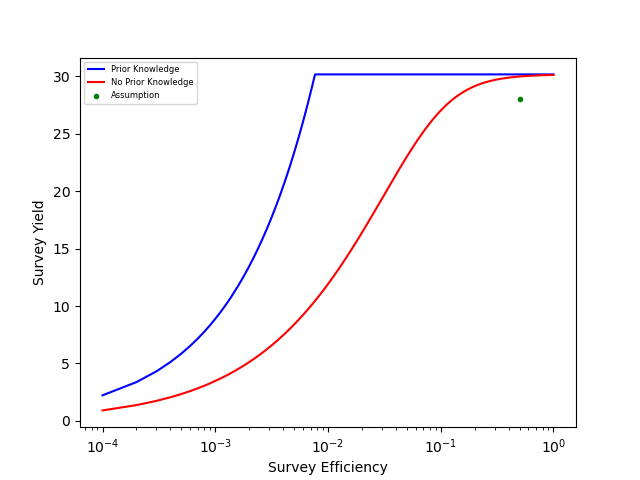 Prior Knowledge
No Prior Knowledge
Assumption
Survey Yield
30
25
20
15
10
5
0
10⁻⁴ 10⁻³ 10⁻² 10⁻¹ 10⁰
Survey Efficiency